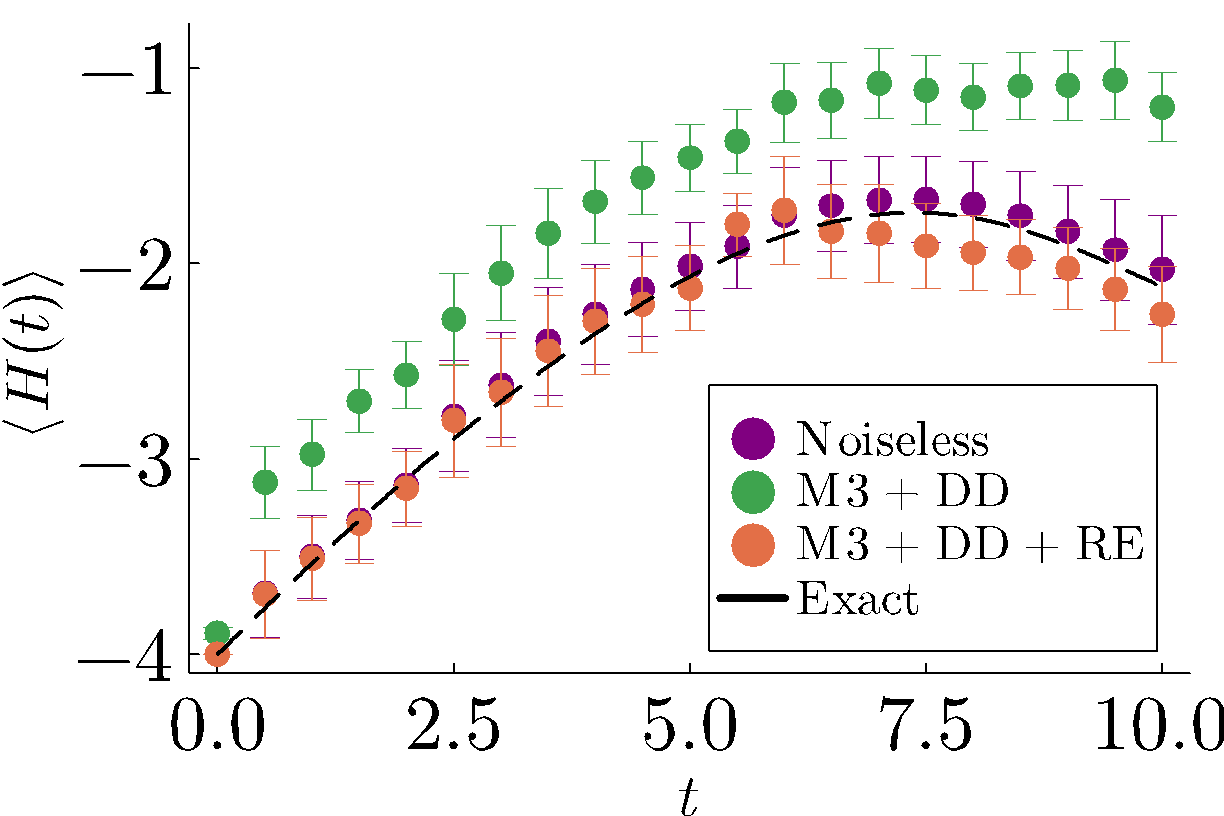 −1
−2
−3
−4
⟨H(t)⟩
0.0 2.5 5.0 7.5 10.0
t
Noiseless
M3 + DD
M3 + DD + RE
Exact